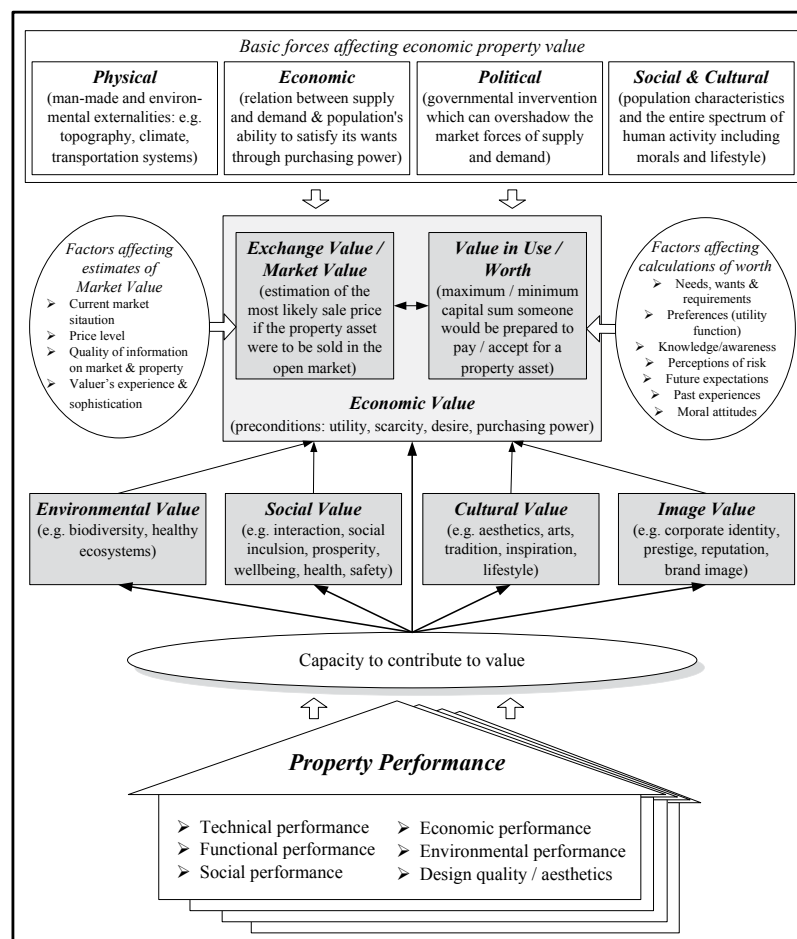 Basic forces affecting economic property value
Physical
(man-made and environ-
mental externalities: e.g.
topography, climate,
transportation systems)
Economic
(relation between supply
and demand & population's
ability to satisfy its wants
through purchasing power)
Political
(governmental invervention
which can overshadow the
market forces of supply
and demand)
Social & Cultural
(population characteristics
and the entire spectrum of
human activity including
morals and lifestyle)
Factors affecting
estimates of
Market Value
➢ Current market
sitaution
➢ Price level
➢ Quality of information
on market & property
➢ Valuer's experience &
sophistication
Exchange Value /
Market Value
(estimation of the
most likely sale price
if the property asset
were to be sold in the
open market)
Value in Use /
Worth
(maximum / minimum
capital sum someone
would be prepared to
pay / accept for a
property asset)
Economic Value
(preconditions: utility, scarcity, desire, purchasing power)
Factors affecting
calculations of worth
➢ Needs, wants &
requirements
➢ Preferences (utility
function)
➢ Knowledge/awareness
➢ Perceptions of risk
➢ Future expectations
➢ Past experiences
➢ Moral attitudes
Environmental Value
(e.g. biodiversity, healthy
ecosystems)
Social Value
(e.g. interaction, social
inculsion, prosperity,
wellbeing, health, safety)
Cultural Value
(e.g. aesthetics, arts,
tradition, inspiration,
lifestyle)
Image Value
(e.g. corporate identity,
prestige, reputation,
brand image)
Capacity to contribute to value
Property Performance
➢ Technical performance
➢ Functional performance
➢ Social performance
➢ Economic performance
➢ Environmental performance
➢ Design quality / aesthetics